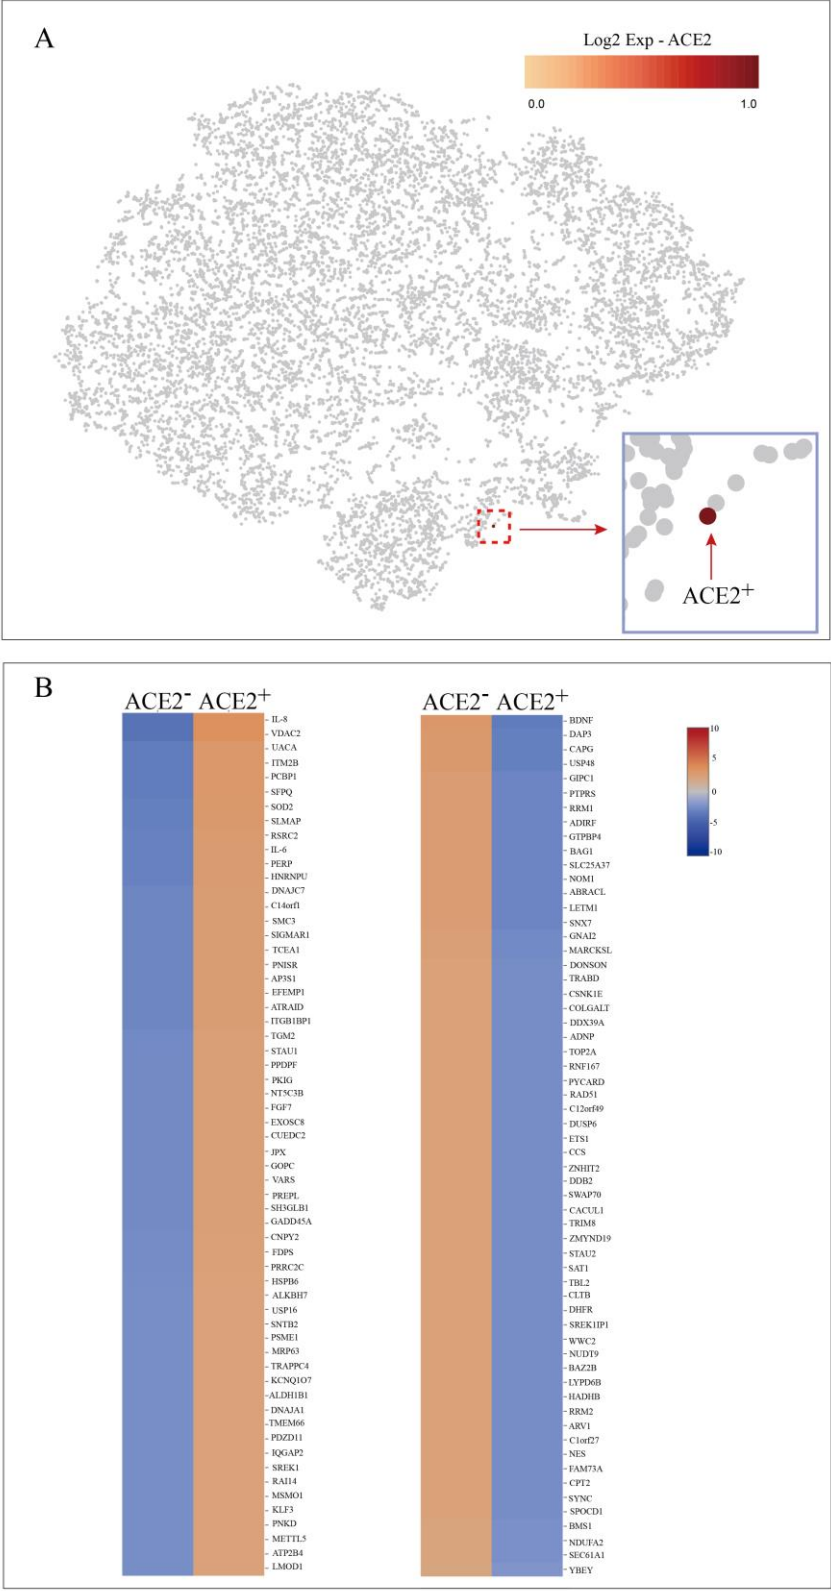 A
Log2 Exp - ACE2
0.0 1.0
ACE2+
B
ACE2- ACE2+
IL-8
VDAC2
UACA
ITM2B
PCBP1
SFPQ
SOD2
SLMAP
RSRC2
IL-6
PERP
HNRNPU
DNAJC7
C14orf1
SMC3
SIGMAR1
TCEA1
PNISR
AP3S1
EFEMP1
ATRAID
ITGB1BP1
TGM2
STAU1
PPDPF
PKIG
NT5C3B
FGF7
EXOSC8
CUEDC2
JPX
GOPC
VARS
PREPL
SH3GLB1
GADD45A
CNPY2
FDPS
PRRC2C
HSPB6
ALKBH7
USP16
SNTB2
PSME1
MRP63
TRAPPC4
KCNQ1O7
ALDH1B1
DNAJA1
TMEM66
PDZD11
IQGAP2
SREK1
RAI14
MSMO1
KLF3
PNKD
METTL5
ATP2B4
LMOD1
ACE2- ACE2+
BDNF
DAP3
CAPG
USP48
GIPC1
PTPRS
RRM1
ADIRF
GTPBP4
BAG1
SLC25A37
NOM1
ABRACL
LETM1
SNX7
GNAI2
MARCKSL
DONSON
TRABD
CSNK1E
COLGALT
DDX39A
ADNP
TOP2A
RNF167
PYCARD
RAD51
C12orf49
DUSP6
ETS1
CCS
ZNHIT2
DDB2
SWAP70
CACUL1
TRIM8
ZMYND19
STAU2
SAT1
TBL2
CLTB
DHFR
SREK1IP1
WWC2
NUDT9
BAZ2B
LYPD6B
HADHB
RRM2
ARV1
C1orf27
NES
FAM73A
CPT2
SYNC
SPOCD1
BMS1
NDUFA2
SEC61A1
YBEY
10
5
0
-5
-10